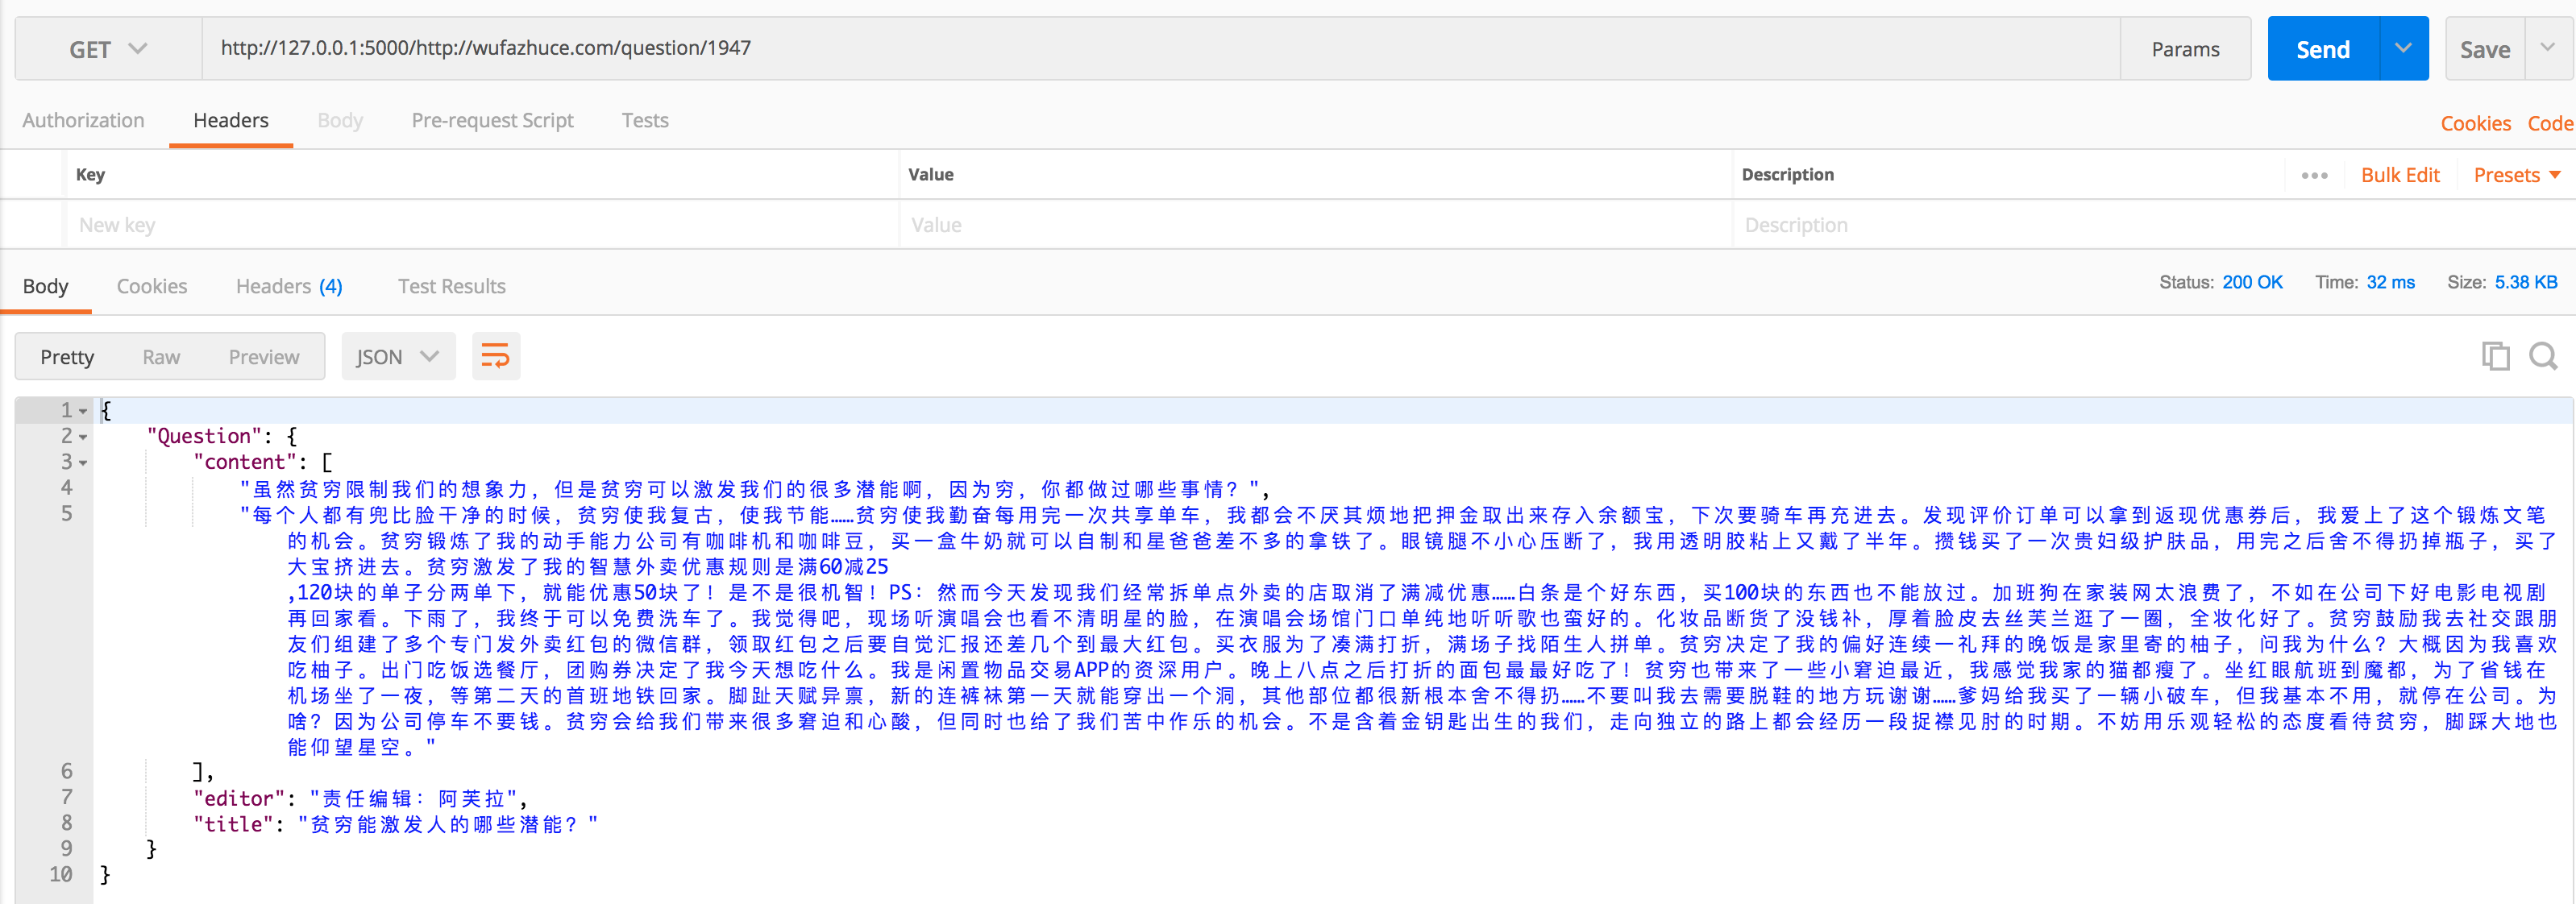 GET http://127.0.0.1:5000/http://wufazhuce.com/question/1947 Params Send Save
Authorization Headers Body Pre-request Script Tests Cookies Code
Key Value Description ••• Bulk Edit Presets
New key Value Description
Body Cookies Headers (4) Test Results Status: 200 OK Time: 32 ms Size: 5.38 KB
Pretty Raw Preview JSON
1 {
2 "Question": {
3 "content": [
4 "虽然贫穷限制我们的想象力，但是贫穷可以激发我们的很多潜能啊，因为穷，你都做过哪些事情？",
5 "每个人都有兜比脸干净的时候，贫穷使我复古，使我节能……贫穷使我勤奋每用完一次共享单车，我都会不厌其烦地把押金取出来存入余额宝，下次要骑车再充进去。发现评价订单可以拿到返现优惠券后，我爱上了这个锻炼文笔
的机会。贫穷锻炼了我的动手能力公司有咖啡机和咖啡豆，买一盒牛奶就可以自制和星爸爸差不多的拿铁了。眼镜腿不小心压断了，我用透明胶粘上又戴了半年。攒钱买了一次贵妇级护肤品，用完之后舍不得扔掉瓶子，买了
大宝挤进去。贫穷激发了我的智慧外卖优惠规则是满60减25
,120块的单子分两单下，就能优惠50块了！是不是很机智！PS：然而今天发现我们经常拆单点外卖的店取消了满减优惠……白条是个好东西，买100块的东西也不能放过。加班狗在家装网太浪费了，不如在公司下好电影电视剧
再回家看。下雨了，我终于可以免费洗车了。我觉得吧，现场听演唱会也看不清明星的脸，在演唱会场馆门口单纯地听听歌也蛮好的。化妆品断货了没钱补，厚着脸皮去丝芙兰逛了一圈，全妆化好了。贫穷鼓励我去社交跟朋
友们组建了多个专门发外卖红包的微信群，领取红包之后要自觉汇报还差几个到最大红包。买衣服为了凑满打折，满场子找陌生人拼单。贫穷决定了我的偏好连续一礼拜的晚饭是家里寄的柚子，问我为什么？大概因为我喜欢
吃柚子。出门吃饭选餐厅，团购券决定了我今天想吃什么。我是闲置物品交易APP的资深用户。晚上八点之后打折的面包最最好吃了！贫穷也带来了一些小窘迫最近，我感觉我家的猫都瘦了。坐红眼航班到魔都，为了省钱在
机场坐了一夜，等第二天的首班地铁回家。脚趾天赋异禀，新的连裤袜第一天就能穿出一个洞，其他部位都很新根本舍不得扔……不要叫我去需要脱鞋的地方玩谢谢……爹妈给我买了一辆小破车，但我基本不用，就停在公司。为
啥？因为公司停车不要钱。贫穷会给我们带来很多窘迫和心酸，但同时也给了我们苦中作乐的机会。不是含着金钥匙出生的我们，走向独立的路上都会经历一段捉襟见肘的时期。不妨用乐观轻松的态度看待贫穷，脚踩大地也
能仰望星空。"
6 ],
7 "editor": "责任编辑：阿芙拉",
8 "title": "贫穷能激发人的哪些潜能？"
9 }
10 }